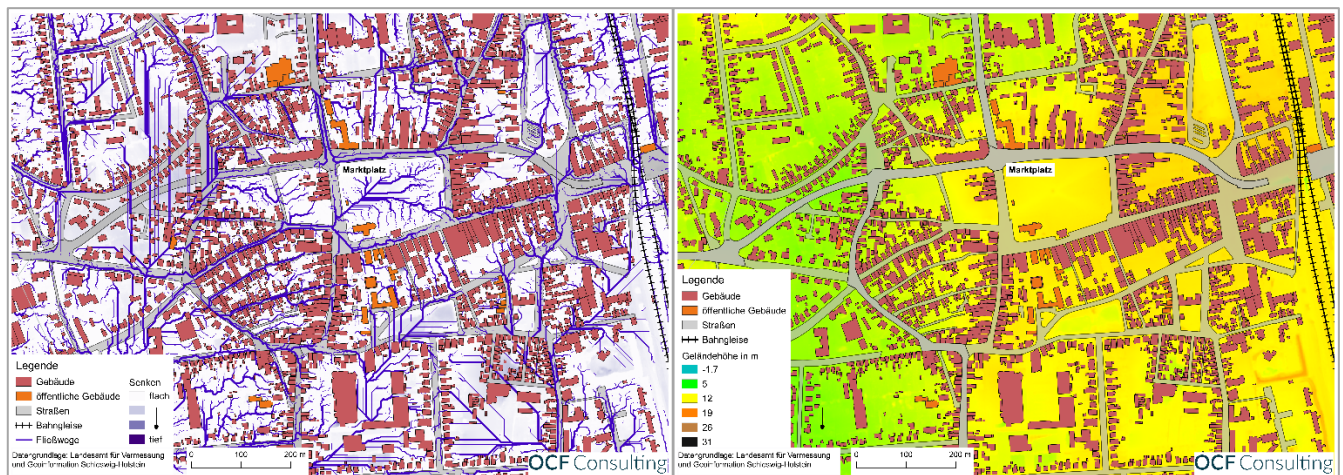 Marktplatz
Legende
Gebäude
öffentliche Gebäude
Straßen
Bahngleise
Fließwege
Senken
flach
tief
Datengrundlage: Landesamt für Vermessung
und Geoinformation Schleswig-Holstein
0 100 200 m
OCF Consulting
Marktplatz
Legende
Gebäude
öffentliche Gebäude
Straßen
Bahngleise
Geländehöhe in m
-1.7
5
12
19
26
31
Datengrundlage: Landesamt für Vermessung
und Geoinformation Schleswig-Holstein
0 100 200 m
OCF Consulting